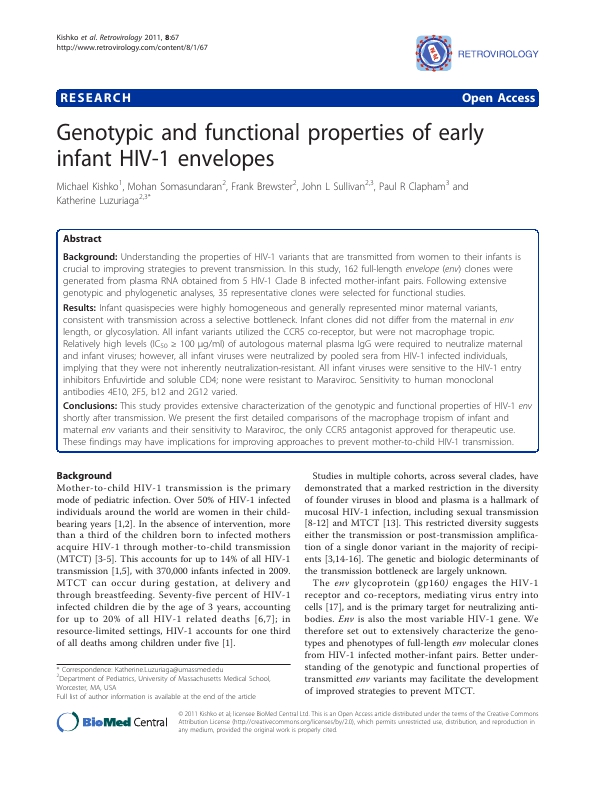 Kishko et al. Retrovirology 2011, 8:67
http://www.retrovirology.com/content/8/1/67
RETROVIROLOGY
RESEARCH
Open Access
Genotypic and functional properties of early
infant HIV-1 envelopes
Michael Kishko1, Mohan Somasundaran2, Frank Brewster2, John L Sullivan2,3, Paul R Clapham3 and
Katherine Luzuriaga2,3*
Abstract
Background: Understanding the properties of HIV-1 variants that are transmitted from women to their infants is
crucial to improving strategies to prevent transmission. In this study, 162 full-length envelope (env) clones were
generated from plasma RNA obtained from 5 HIV-1 Clade B infected mother-infant pairs. Following extensive
genotypic and phylogenetic analyses, 35 representative clones were selected for functional studies.
Results: Infant quasispecies were highly homogeneous and generally represented minor maternal variants,
consistent with transmission across a selective bottleneck. Infant clones did not differ from the maternal in env
length, or glycosylation. All infant variants utilized the CCR5 co-receptor, but were not macrophage tropic.
Relatively high levels (IC50 ≥ 100 μg/ml) of autologous maternal plasma IgG were required to neutralize maternal
and infant viruses; however, all infant viruses were neutralized by pooled sera from HIV-1 infected individuals,
implying that they were not inherently neutralization-resistant. All infant viruses were sensitive to the HIV-1 entry
inhibitors Enfuvirtide and soluble CD4; none were resistant to Maraviroc. Sensitivity to human monoclonal
antibodies 4E10, 2F5, b12 and 2G12 varied.
Conclusions: This study provides extensive characterization of the genotypic and functional properties of HIV-1 env
shortly after transmission. We present the first detailed comparisons of the macrophage tropism of infant and
maternal env variants and their sensitivity to Maraviroc, the only CCR5 antagonist approved for therapeutic use.
These findings may have implications for improving approaches to prevent mother-to-child HIV-1 transmission.
Background
Mother-to-child HIV-1 transmission is the primary
mode of pediatric infection. Over 50% of HIV-1 infected
individuals around the world are women in their child-
bearing years [1,2]. In the absence of intervention, more
than a third of the children born to infected mothers
acquire HIV-1 through mother-to-child transmission
(MTCT) [3-5]. This accounts for up to 14% of all HIV-1
transmission [1,5], with 370,000 infants infected in 2009.
MTCT can occur during gestation, at delivery and
through breastfeeding. Seventy-five percent of HIV-1
infected children die by the age of 3 years, accounting
for up to 20% of all HIV-1 related deaths [6,7]; in
resource-limited settings, HIV-1 accounts for one third
of all deaths among children under five [1].
* Correspondence: Katherine.Luzuriaga@umassmed.edu
2Department of Pediatrics, University of Massachusetts Medical School,
Worcester, MA, USA
Full list of author information is available at the end of the article
Studies in multiple cohorts, across several clades, have
demonstrated that a marked restriction in the diversity
of founder viruses in blood and plasma is a hallmark of
mucosal HIV-1 infection, including sexual transmission
[8-12] and MTCT [13]. This restricted diversity suggests
either the transmission or post-transmission amplifica-
tion of a single donor variant in the majority of recipi-
ents [3,14-16]. The genetic and biologic determinants of
the transmission bottleneck are largely unknown.
The env glycoprotein (gp160) engages the HIV-1
receptor and co-receptors, mediating virus entry into
cells [17], and is the primary target for neutralizing anti-
bodies. Env is also the most variable HIV-1 gene. We
therefore set out to extensively characterize the geno-
types and phenotypes of full-length env molecular clones
from HIV-1 infected mother-infant pairs. Better under-
standing of the genotypic and functional properties of
transmitted env variants may facilitate the development
of improved strategies to prevent MTCT.
BioMed Central
© 2011 Kishko et al; licensee BioMed Central Ltd. This is an Open Access article distributed under the terms of the Creative Commons
Attribution License (http://creativecommons.org/licenses/by/2.0), which permits unrestricted use, distribution, and reproduction in
any medium, provided the original work is properly cited.